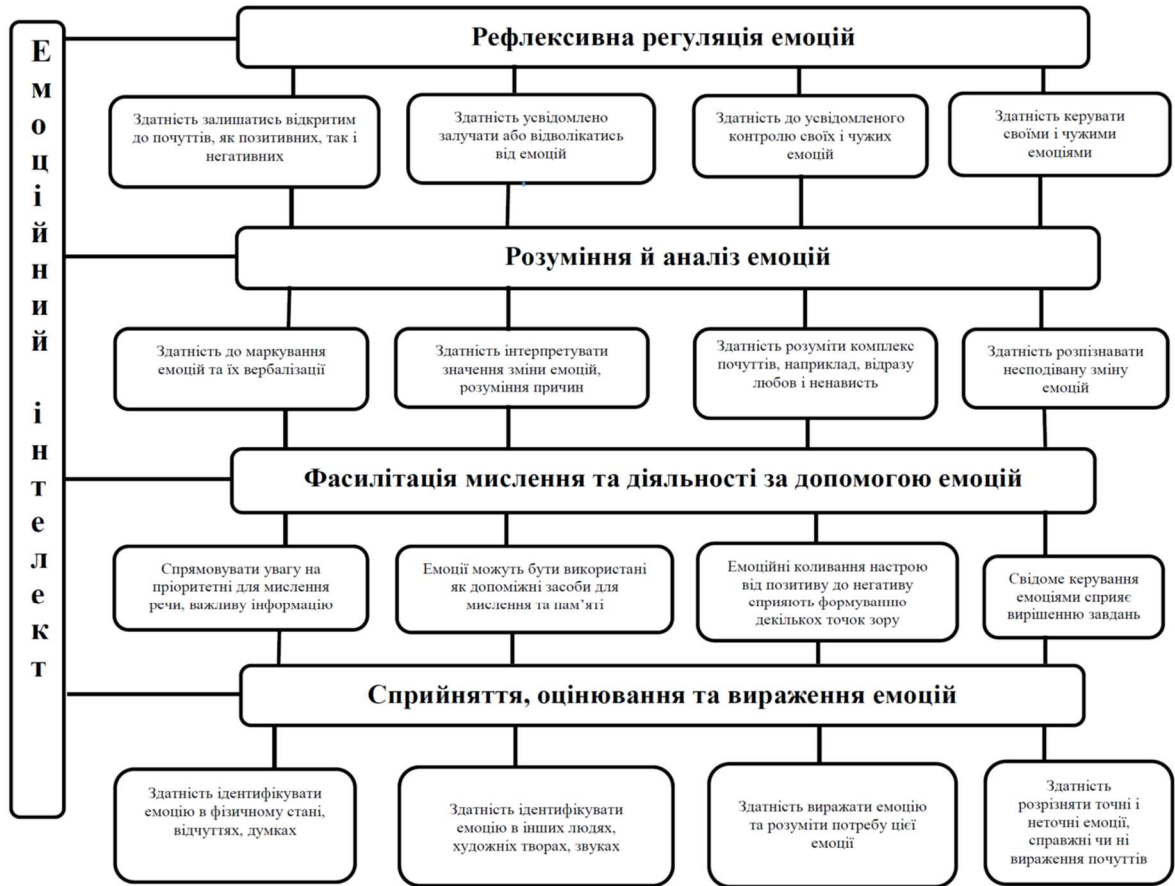 Емоційний інтелект
Рефлексивна регуляція емоцій
Здатність залишатись відкритим
до почуттів, як позитивних, так і
негативних
Здатність усвідомлено
залучати або відволікатись
від емоцій
Здатність до усвідомленого
контролю своїх і чужих
емоцій
Здатність керувати
своїми і чужими
емоціями
Розуміння й аналіз емоцій
Здатність до маркування
емоцій та їх вербалізації
Здатність інтерпретувати
значення зміни емоцій,
розуміння причин
Здатність розуміти комплекс
почуттів, наприклад, відразу
любов і ненависть
Здатність розпізнавати
несподівану зміну
емоцій
Фасилітація мислення та діяльності за допомогою емоцій
Спрямовувати увагу на
пріоритетні для мислення
речи, важливу інформацію
Емоції можуть бути використані
як допоміжні засоби для
мислення та пам’яті
Емоційні коливання настрою
від позитиву до негативу
сприяють формуванню
декількох точок зору
Свідоме керування
емоціями сприяє
вирішенню завдань
Сприйняття, оцінювання та вираження емоцій
Здатність ідентифікувати
емоцію в фізичному стані,
відчуттях, думках
Здатність ідентифікувати
емоцію в інших людях,
художніх творах, звуках
Здатність виражати емоцію
та розуміти потребу цієї
емоції
Здатність
розрізняти точні і
неточні емоції,
справжні чи ні
вираження почуттів